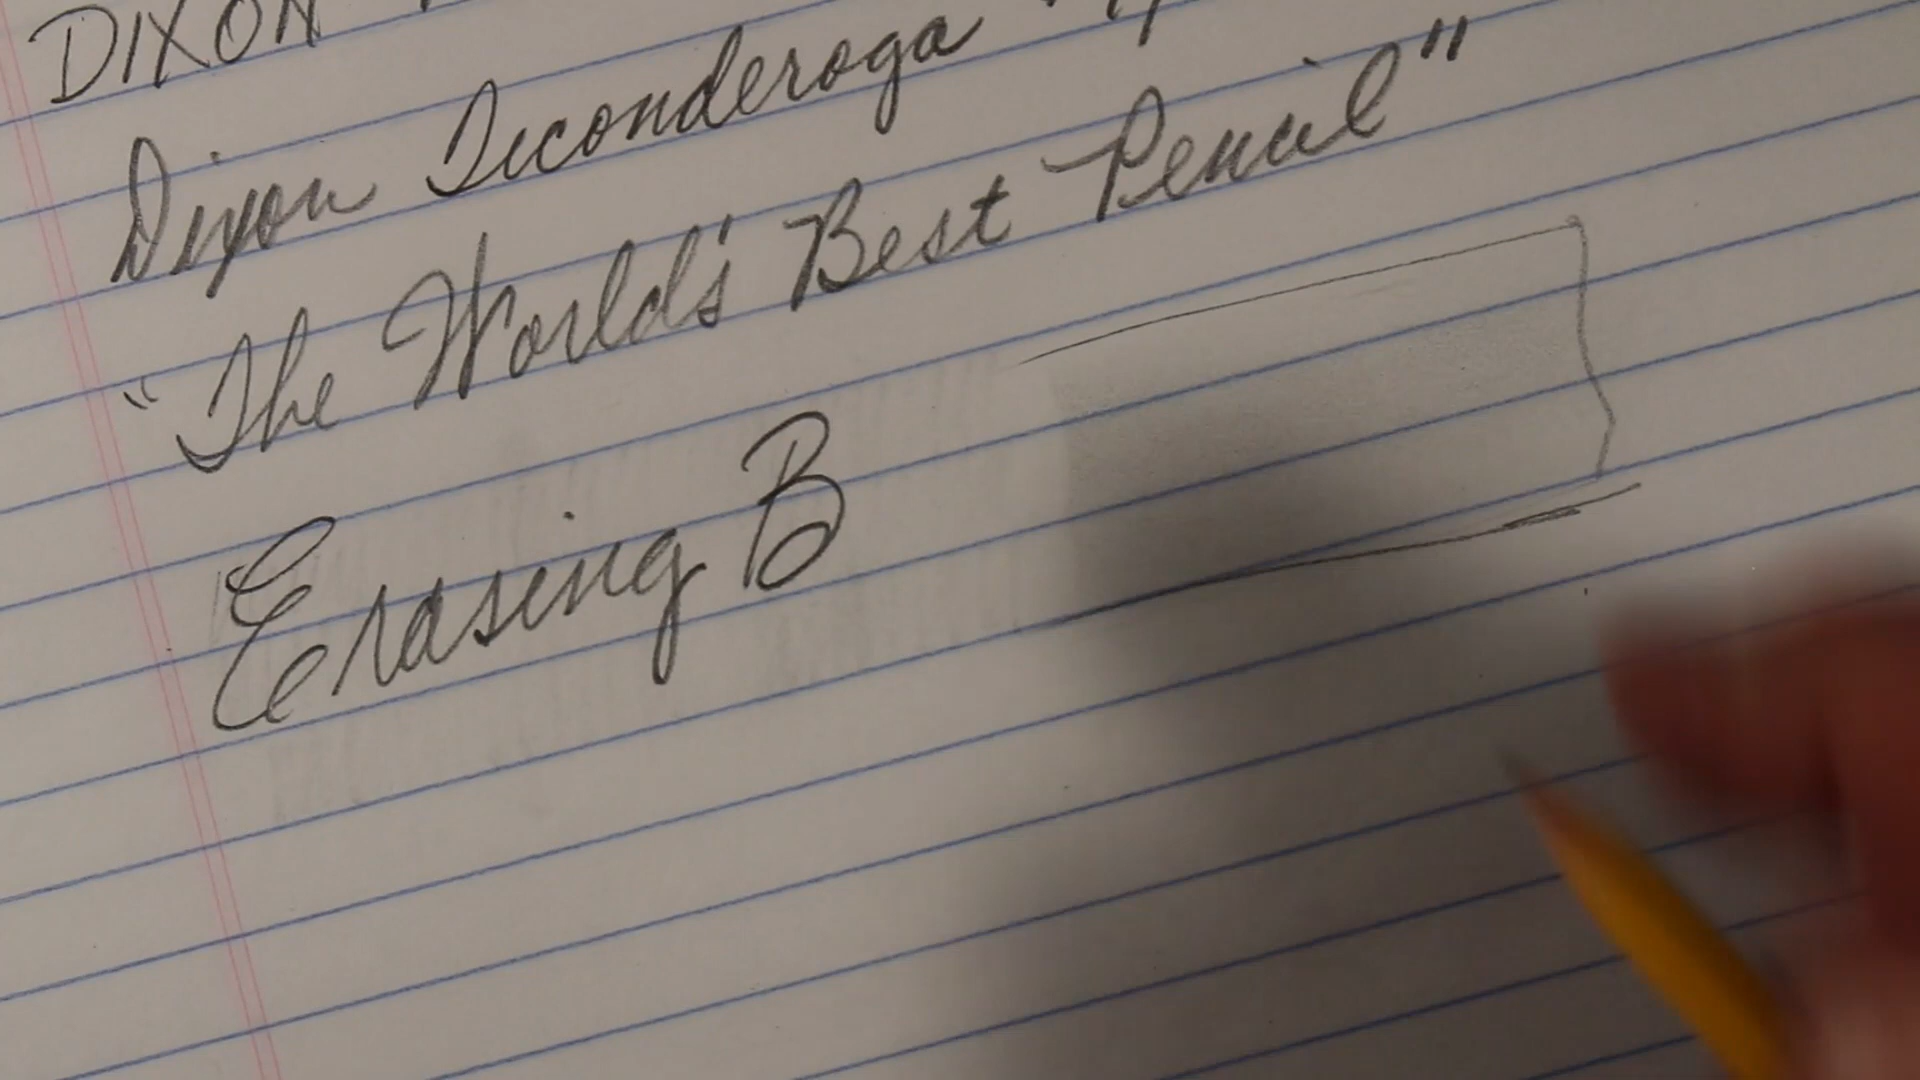 DIXON
Dixon Ticonderoga
"The World's Best Pencil"
Erasing B